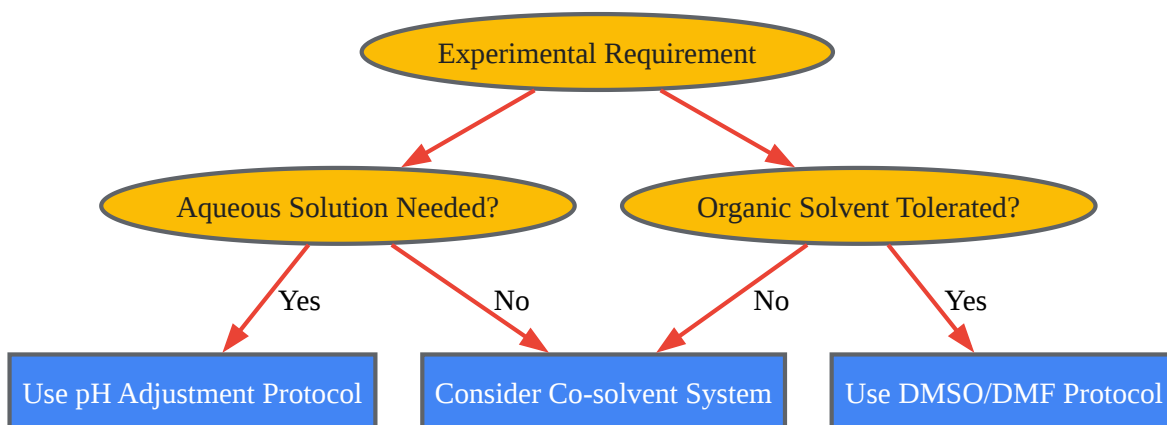 Experimental Requirement
Aqueous Solution Needed?
Organic Solvent Tolerated?
Yes
No
No
Yes
Use pH Adjustment Protocol
Consider Co-solvent System
Use DMSO/DMF Protocol